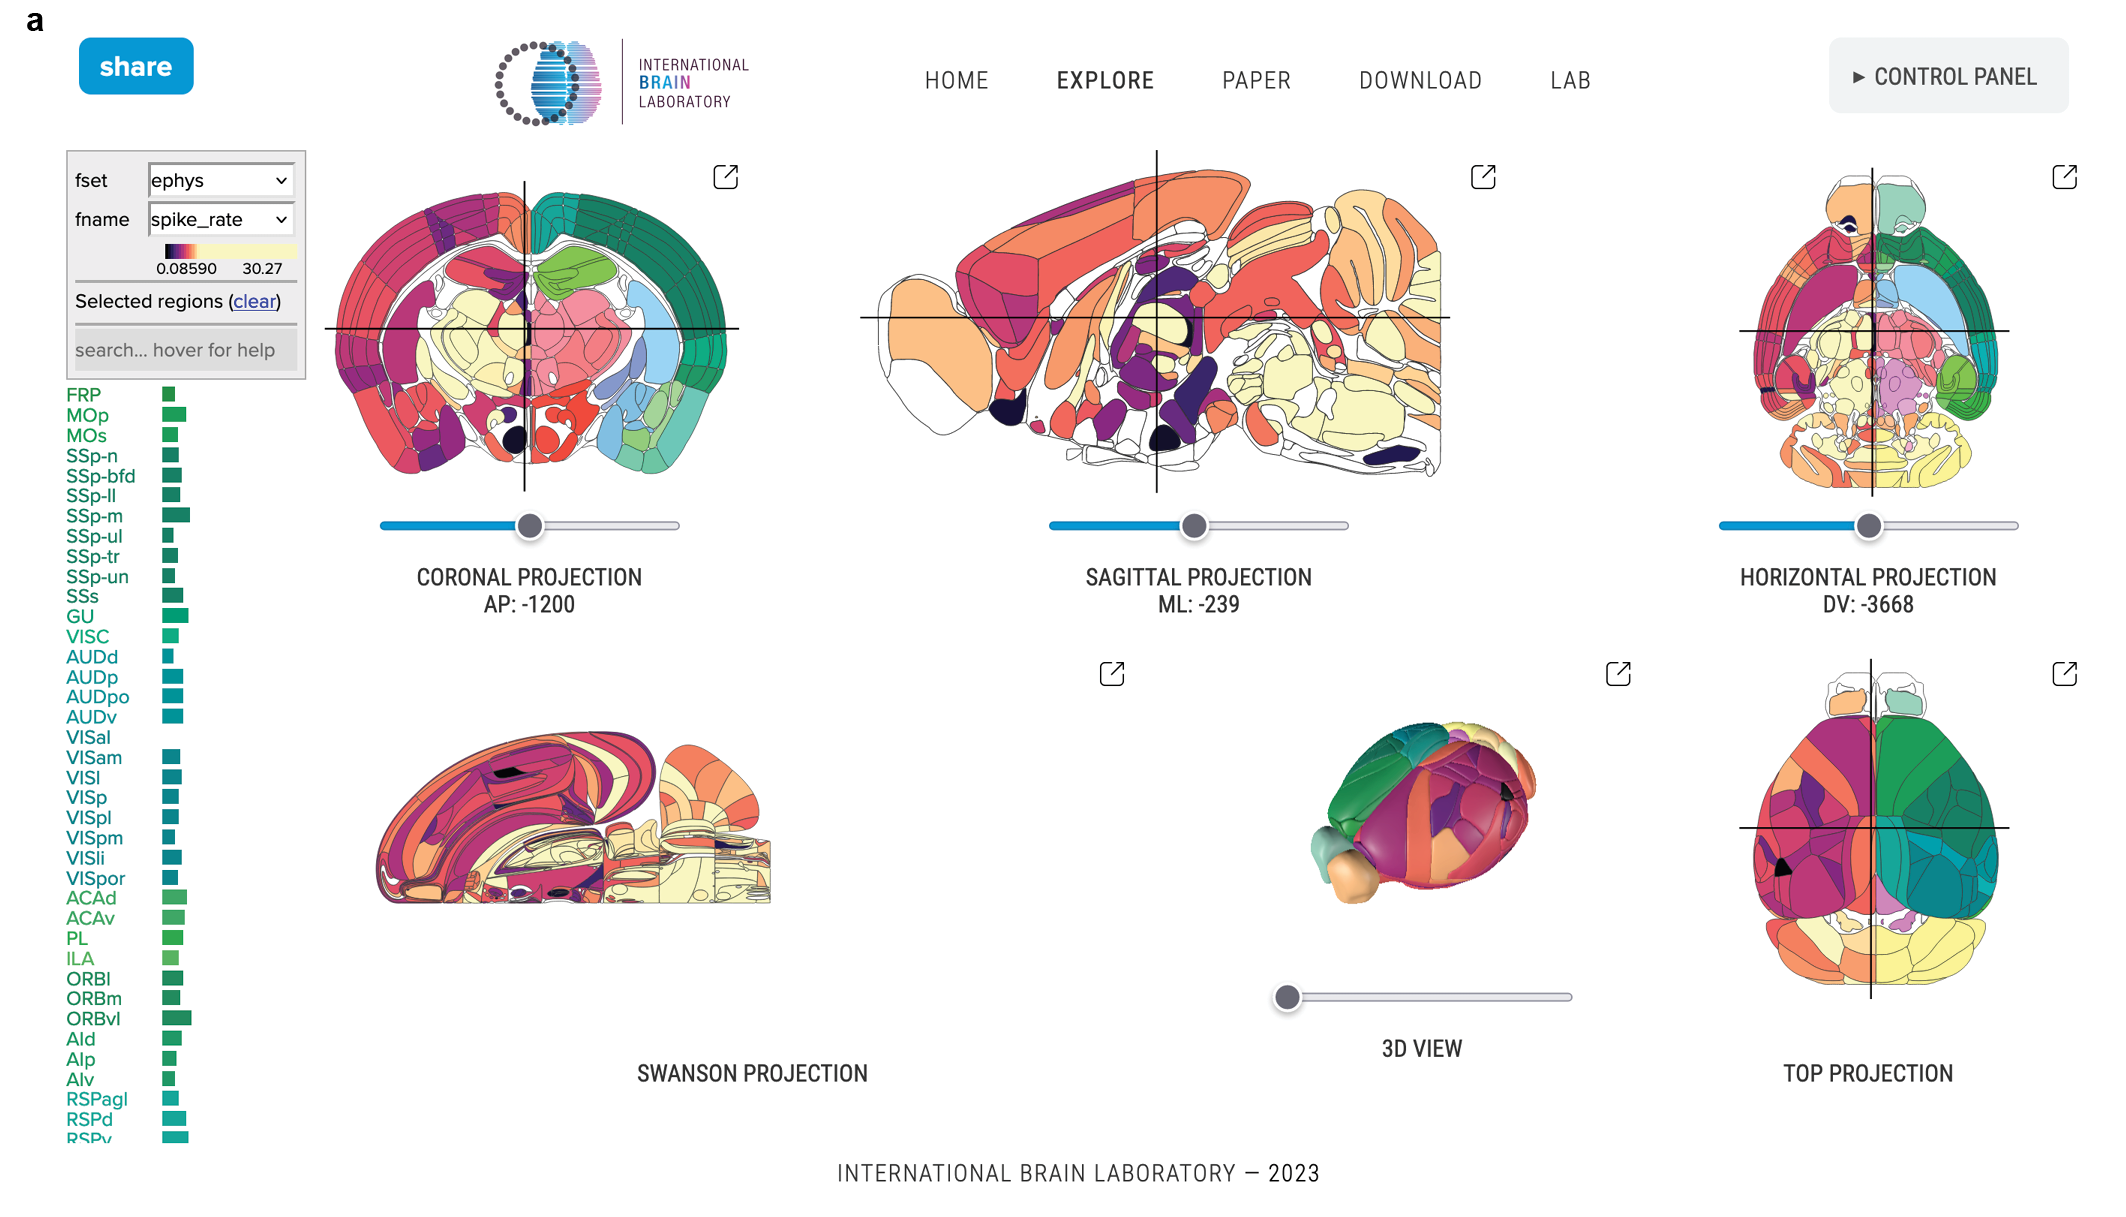 a
share
INTERNATIONAL
BRAIN
LABORATORY
HOME EXPLORE PAPER DOWNLOAD LAB
▸ CONTROL PANEL
fset ephys
fname spike_rate
0.08590 30.27
Selected regions (clear)
search... hover for help
FRP
MOp
MOs
SSp-n
SSp-bfd
SSp-ll
SSp-m
SSp-ul
SSp-tr
SSp-un
SSs
GU
VISC
AUDd
AUDp
AUDpo
AUDv
VISal
VISam
VISl
VISp
VISpl
VISpm
VISli
VISpor
ACAd
ACAv
PL
ILA
ORBl
ORBm
ORBvl
AId
AIp
AIv
RSPagl
RSPd
RSPv
CORONAL PROJECTION
AP: -1200
SAGITTAL PROJECTION
ML: -239
HORIZONTAL PROJECTION
DV: -3668
SWANSON PROJECTION
3D VIEW
TOP PROJECTION
INTERNATIONAL BRAIN LABORATORY — 2023